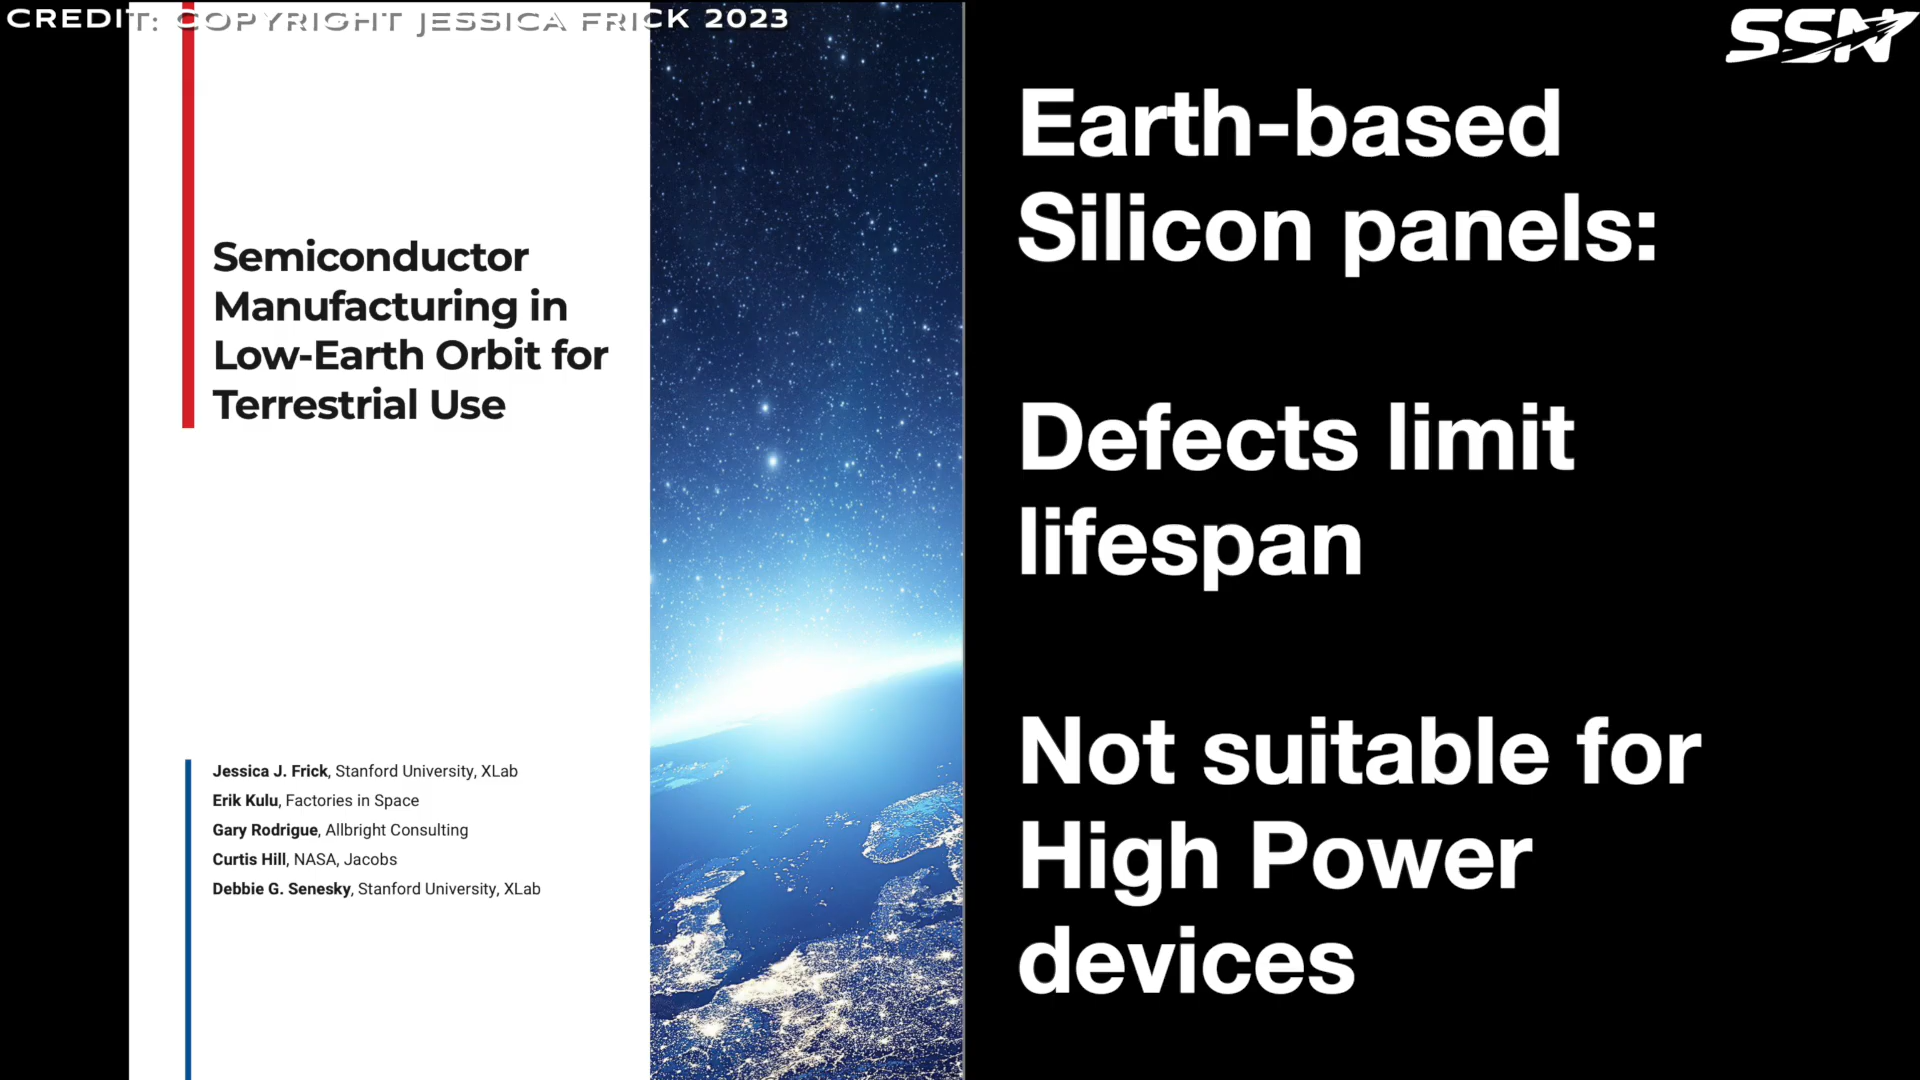 CREDIT: COPYRIGHT JESSICA FRICK 2023
SSN
Semiconductor
Manufacturing in
Low-Earth Orbit for
Terrestrial Use
Jessica J. Frick, Stanford University, XLab
Erik Kulu, Factories in Space
Gary Rodrigue, Allbright Consulting
Curtis Hill, NASA, Jacobs
Debbie G. Senesky, Stanford University, XLab
Earth-based
Silicon panels:
Defects limit
lifespan
Not suitable for
High Power
devices